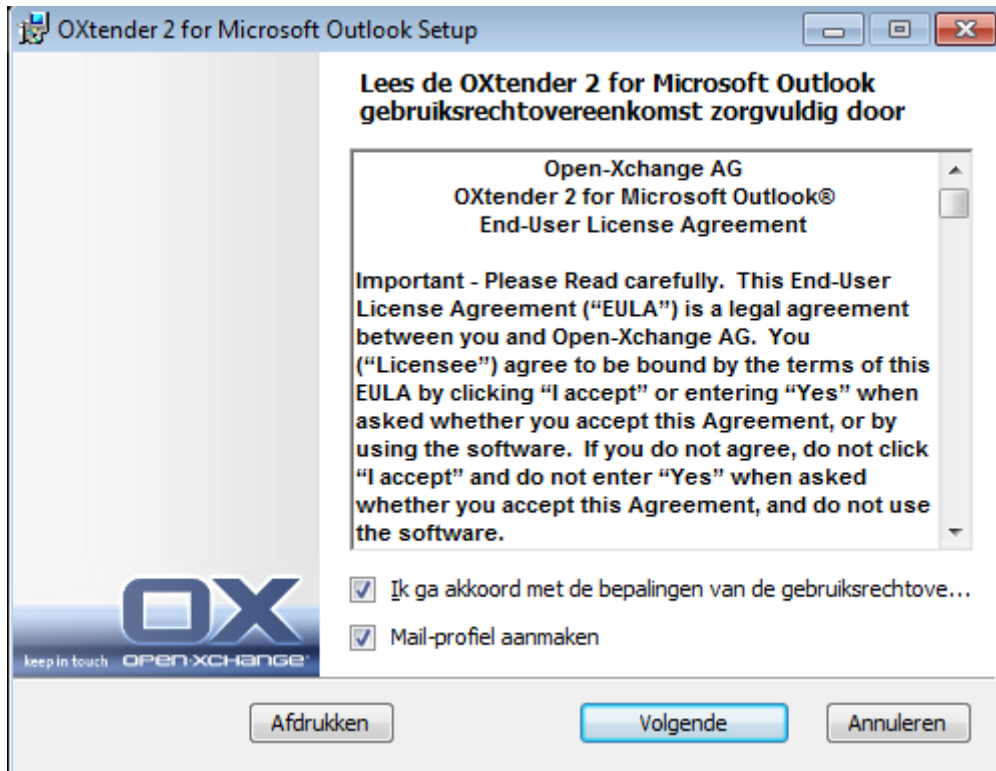 OXtender 2 for Microsoft Outlook Setup
Lees de OXtender 2 for Microsoft Outlook
gebruiksrechtovereenkomst zorgvuldig door
Open-Xchange AG
OXtender 2 for Microsoft Outlook®
End-User License Agreement
Important - Please Read carefully.  This End-User
License Agreement (“EULA”) is a legal agreement
between you and Open-Xchange AG.  You
(“Licensee”) agree to be bound by the terms of this
EULA by clicking “I accept” or entering “Yes” when
asked whether you accept this Agreement, or by
using the software.  If you do not agree, do not click
“I accept” and do not enter “Yes” when asked
whether you accept this Agreement, and do not use
the software.
Ik ga akkoord met de bepalingen van de gebruiksrechtove...
Mail-profiel aanmaken
OX
keep in touch OPEN-XCHANGE®
Afdrukken
Volgende
Annuleren